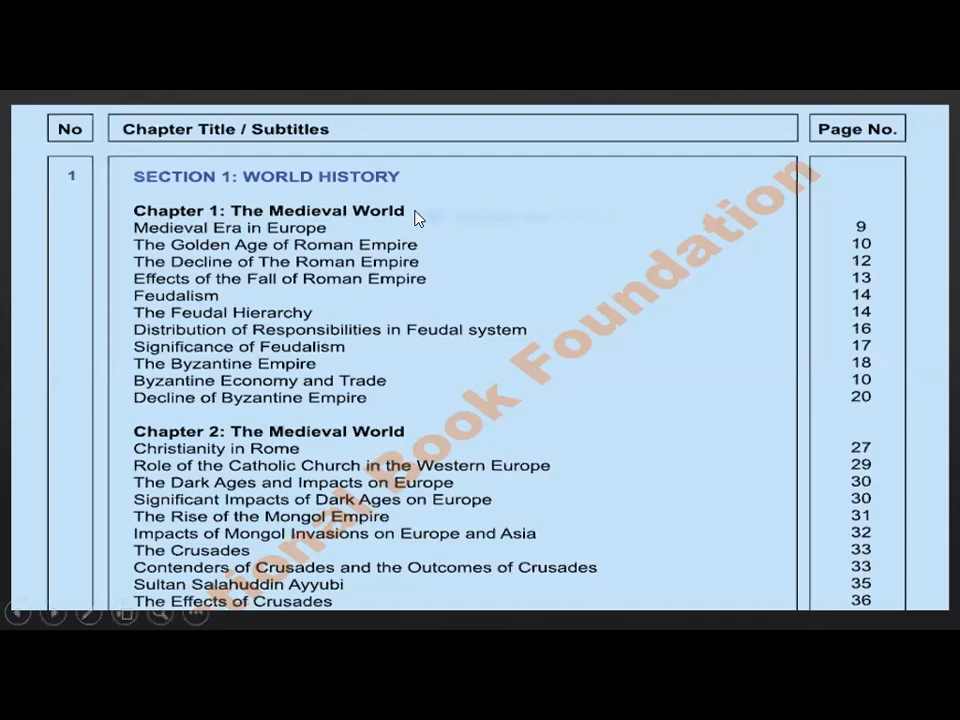 No Chapter Title / Subtitles Page No.
1 SECTION 1: WORLD HISTORY
Chapter 1: The Medieval World
Medieval Era in Europe 9
The Golden Age of Roman Empire 10
The Decline of The Roman Empire 12
Effects of the Fall of Roman Empire 13
Feudalism 14
The Feudal Hierarchy 14
Distribution of Responsibilities in Feudal system 16
Significance of Feudalism 17
The Byzantine Empire 18
Byzantine Economy and Trade 10
Decline of Byzantine Empire 20
Chapter 2: The Medieval World
Christianity in Rome 27
Role of the Catholic Church in the Western Europe 29
The Dark Ages and Impacts on Europe 30
Significant Impacts of Dark Ages on Europe 30
The Rise of the Mongol Empire 31
Impacts of Mongol Invasions on Europe and Asia 32
The Crusades 33
Contenders of Crusades and the Outcomes of Crusades 33
Sultan Salahuddin Ayyubi 35
The Effects of Crusades 36
tional Book Foundation